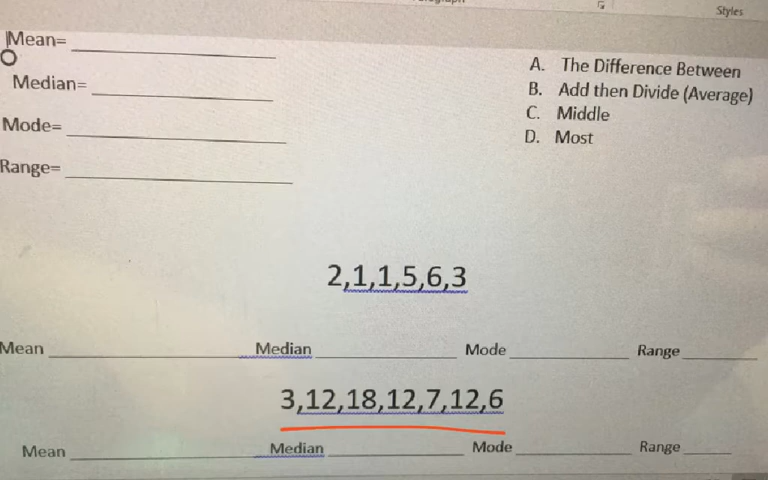 Styles
Mean=
Median=
Mode=
Range=
A. The Difference Between
B. Add then Divide (Average)
C. Middle
D. Most
2,1,1,5,6,3
Mean Median Mode Range
3,12,18,12,7,12,6
Mean Median Mode Range